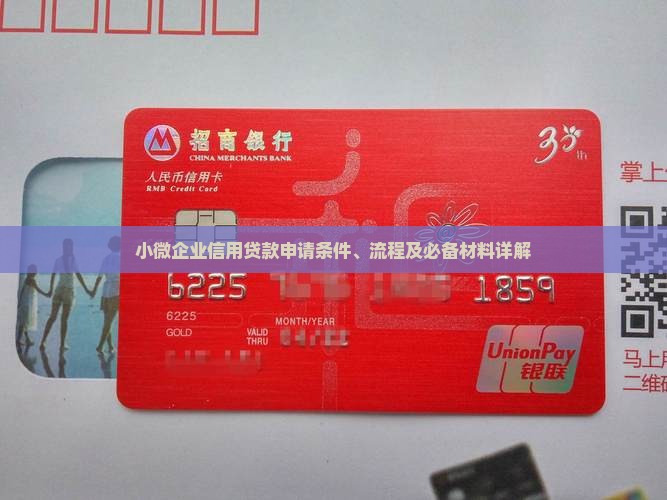 招商银行
CHINA MERCHANTS BANK
30th
人民币信用卡
RMB Credit Card
掌上
小微企业信用贷款申请条件、流程及必备材料详解
6225 1859
6225
GOLD
VALID THRU
MONTH/YEAR
UnionPay
银联
马上
二维码